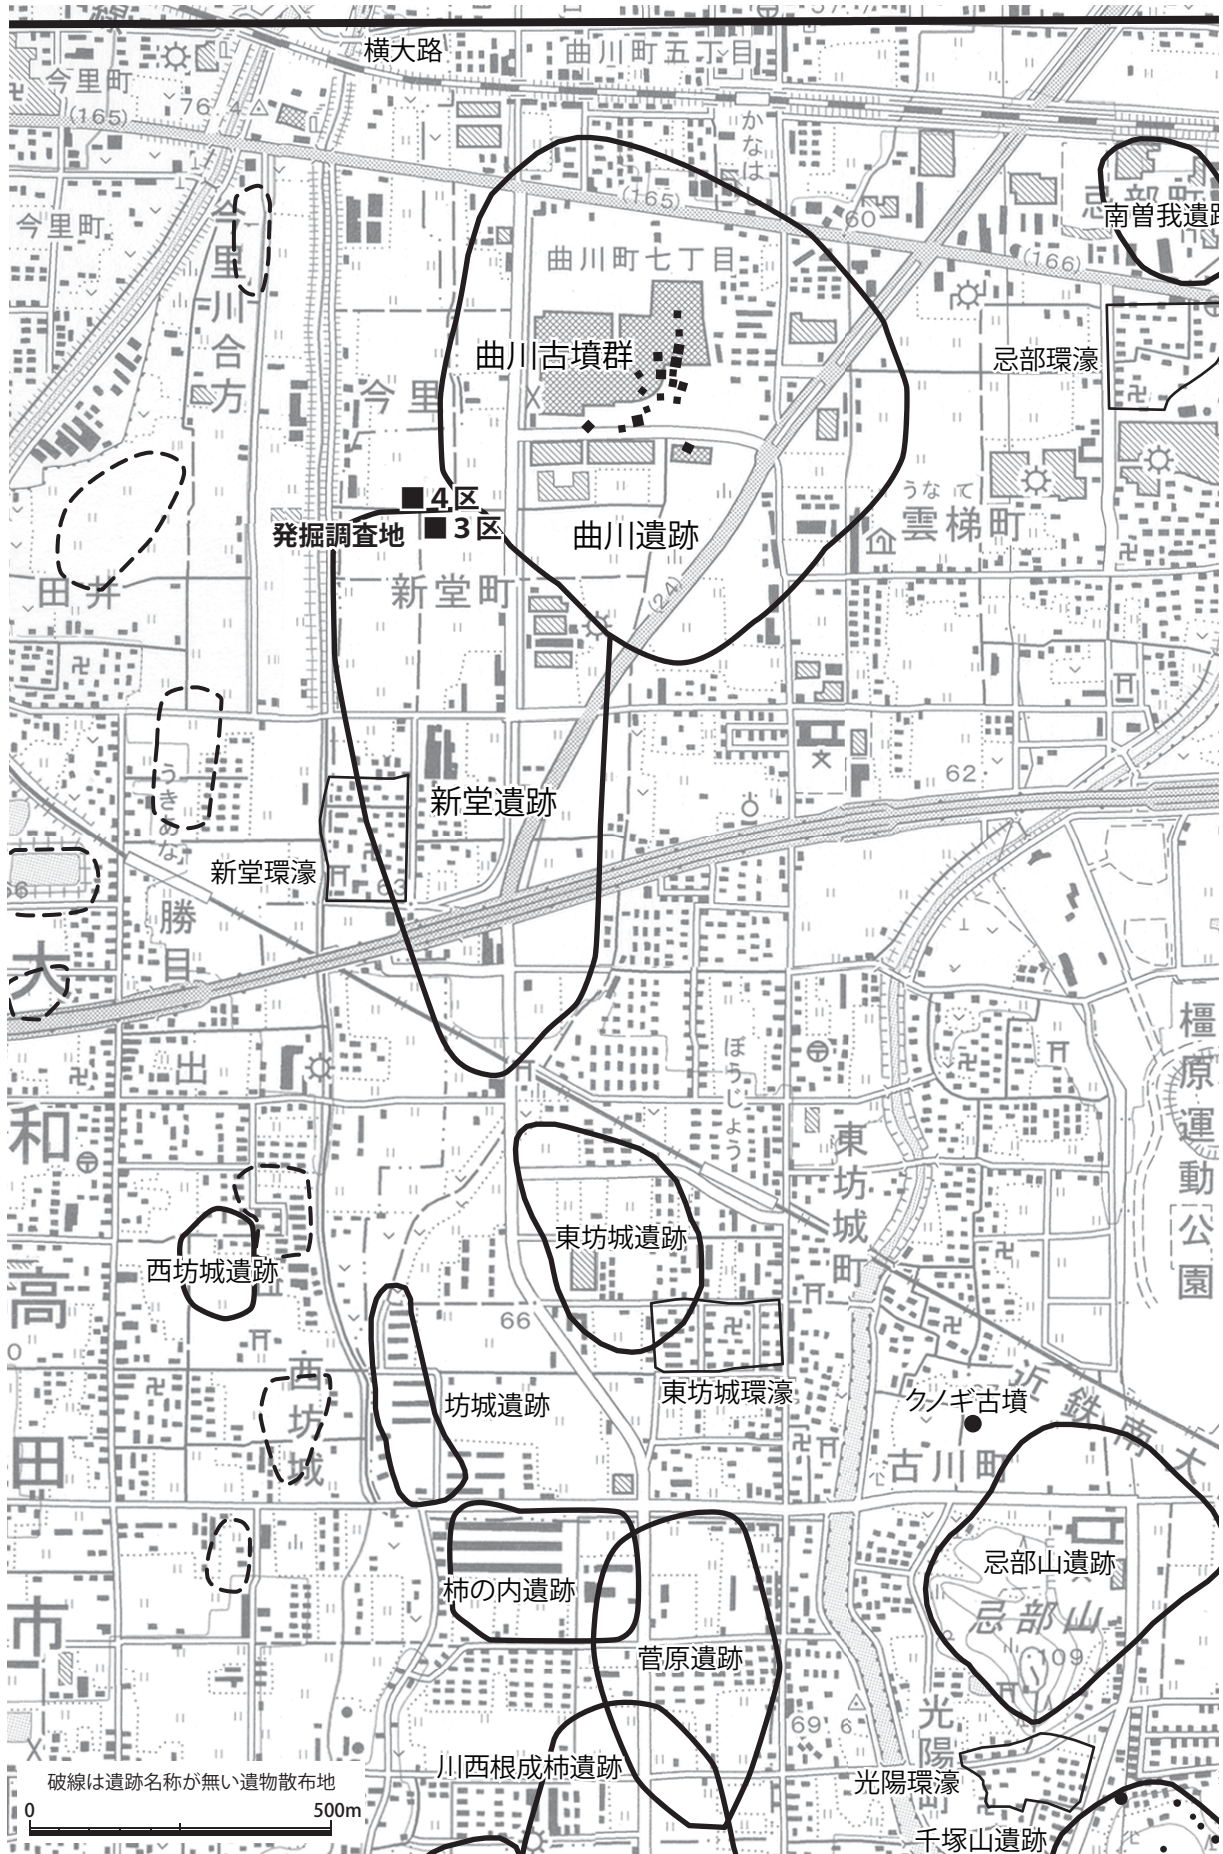 横大路
曲川町五丁目
今里町
(165)
76.4
かなは
今里町
(165)
60
忌部町
南曽我遺跡
今里川合方
曲川町七丁目
(166)
曲川古墳群
忌部環濠
今里
■4区
発掘調査地
■3区
曲川遺跡
うなて
雲梯町
田井
新堂町
(24)
うきあな
62
新堂遺跡
新堂環濠
63
56
勝目
大
橿原運動公園
出
ぼうじょう
和
東坊城町
東坊城遺跡
西坊城遺跡
高
66
西坊城
坊城遺跡
東坊城環濠
クノギ古墳
近鉄南大
田
古川町
忌部山遺跡
柿の内遺跡
忌部山
市
109
菅原遺跡
69.6
光陽町
川西根成柿遺跡
光陽環濠
破線は遺跡名称が無い遺物散布地
0 500m
千塚山遺跡